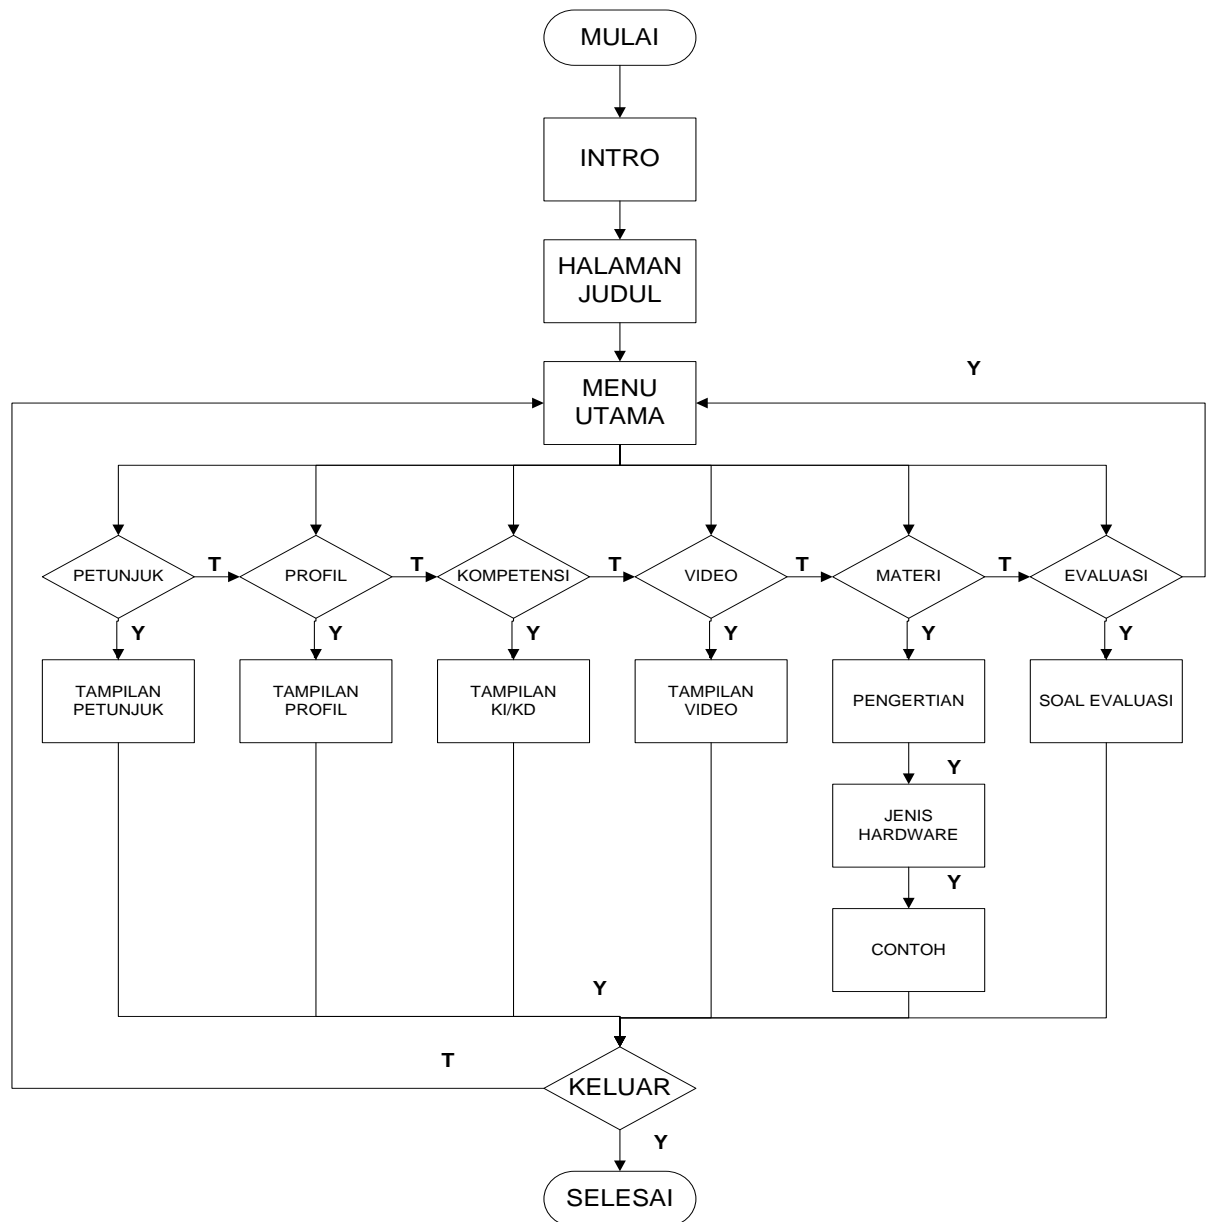 MULAI
INTRO
HALAMAN
JUDUL
Y
MENU
UTAMA
T
T
T
T
T
PETUNJUK
PROFIL
KOMPETENSI
VIDEO
MATERI
EVALUASI
Y
Y
Y
Y
Y
Y
TAMPILAN
PETUNJUK
TAMPILAN
PROFIL
TAMPILAN
KI/KD
TAMPILAN
VIDEO
PENGERTIAN
SOAL EVALUASI
Y
JENIS
HARDWARE
Y
CONTOH
Y
T
KELUAR
Y
SELESAI